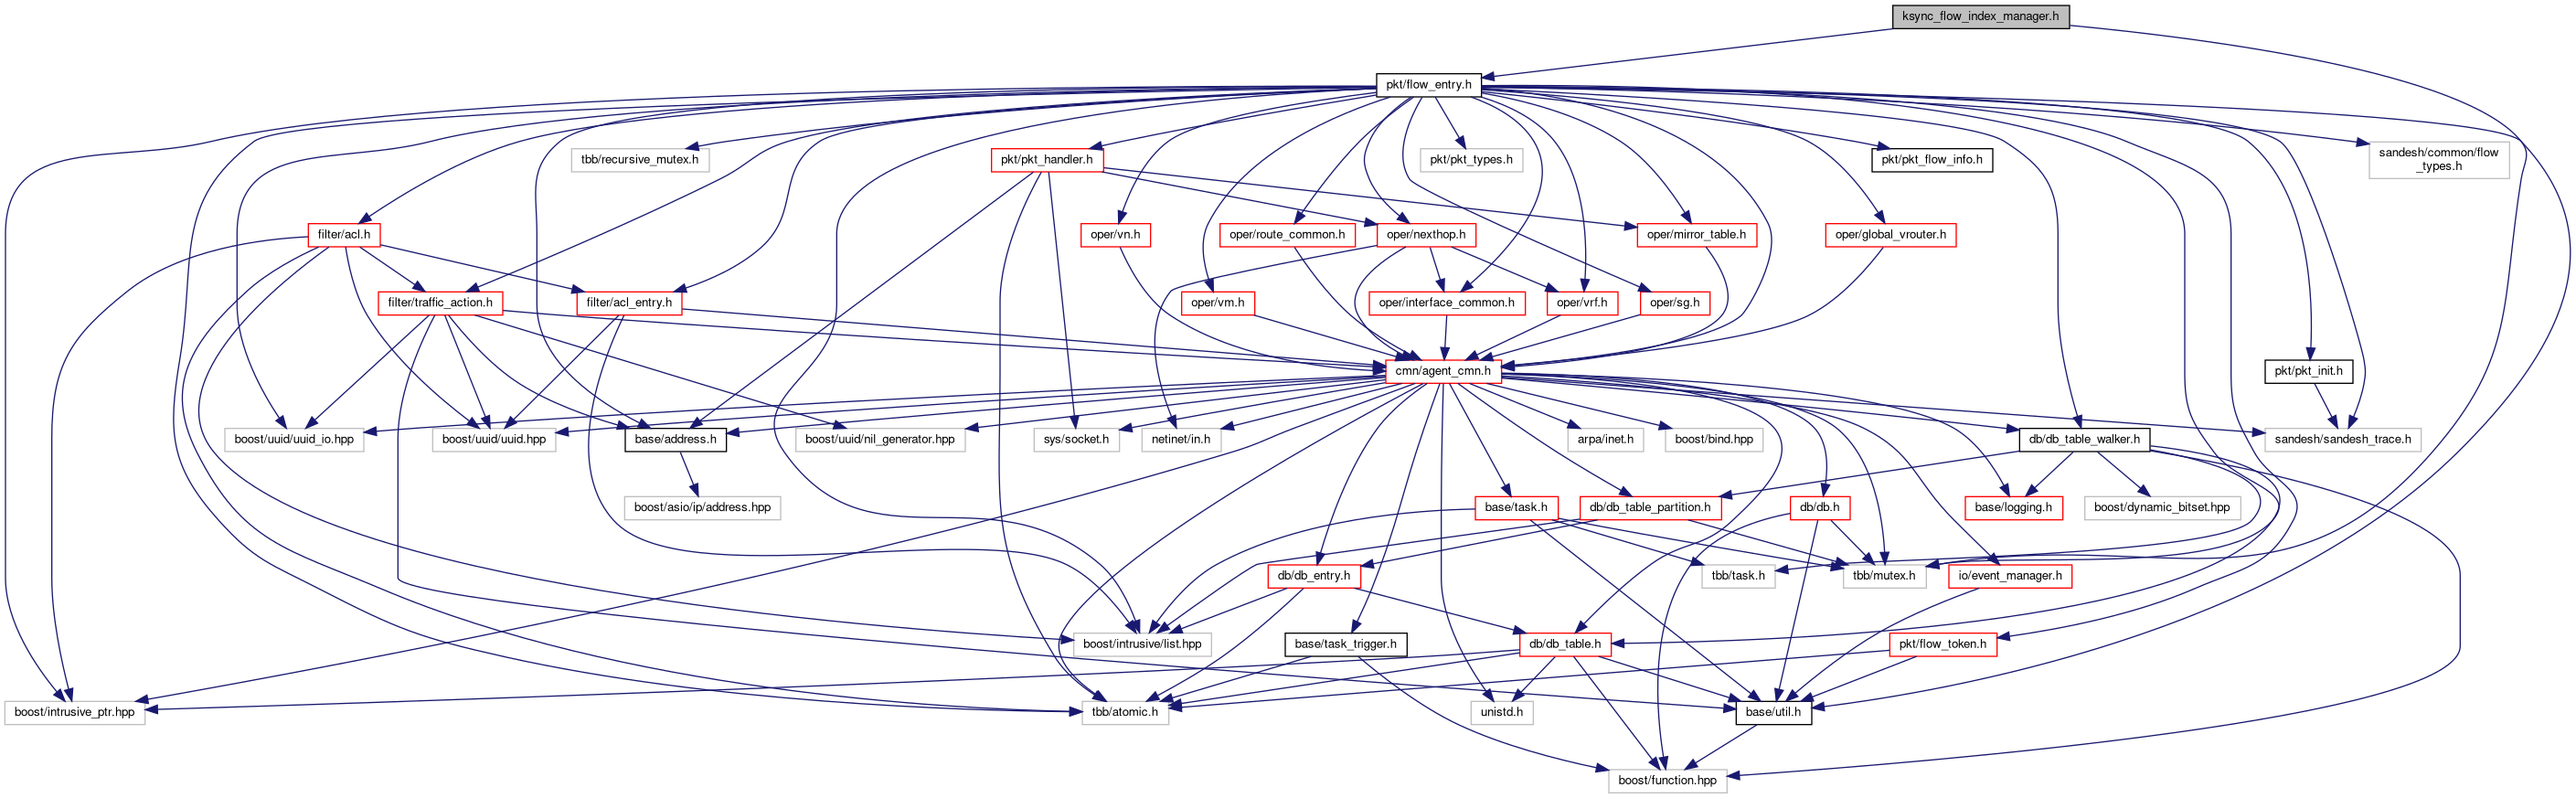 ksync_flow_index_manager.h
pkt/flow_entry.h
tbb/recursive_mutex.h
pkt/pkt_handler.h
pkt/pkt_types.h
pkt/pkt_flow_info.h
sandesh/common/flow
_types.h
filter/acl.h
oper/vn.h
oper/route_common.h
oper/nexthop.h
oper/mirror_table.h
oper/global_vrouter.h
filter/traffic_action.h
filter/acl_entry.h
oper/vm.h
oper/interface_common.h
oper/vrf.h
oper/sg.h
cmn/agent_cmn.h
pkt/pkt_init.h
boost/uuid/uuid_io.hpp
boost/uuid/uuid.hpp
base/address.h
boost/uuid/nil_generator.hpp
sys/socket.h
netinet/in.h
arpa/inet.h
boost/bind.hpp
db/db_table_walker.h
sandesh/sandesh_trace.h
boost/asio/ip/address.hpp
base/task.h
db/db_table_partition.h
db/db.h
base/logging.h
boost/dynamic_bitset.hpp
db/db_entry.h
tbb/task.h
tbb/mutex.h
io/event_manager.h
boost/intrusive/list.hpp
base/task_trigger.h
db/db_table.h
pkt/flow_token.h
boost/intrusive_ptr.hpp
tbb/atomic.h
unistd.h
base/util.h
boost/function.hpp